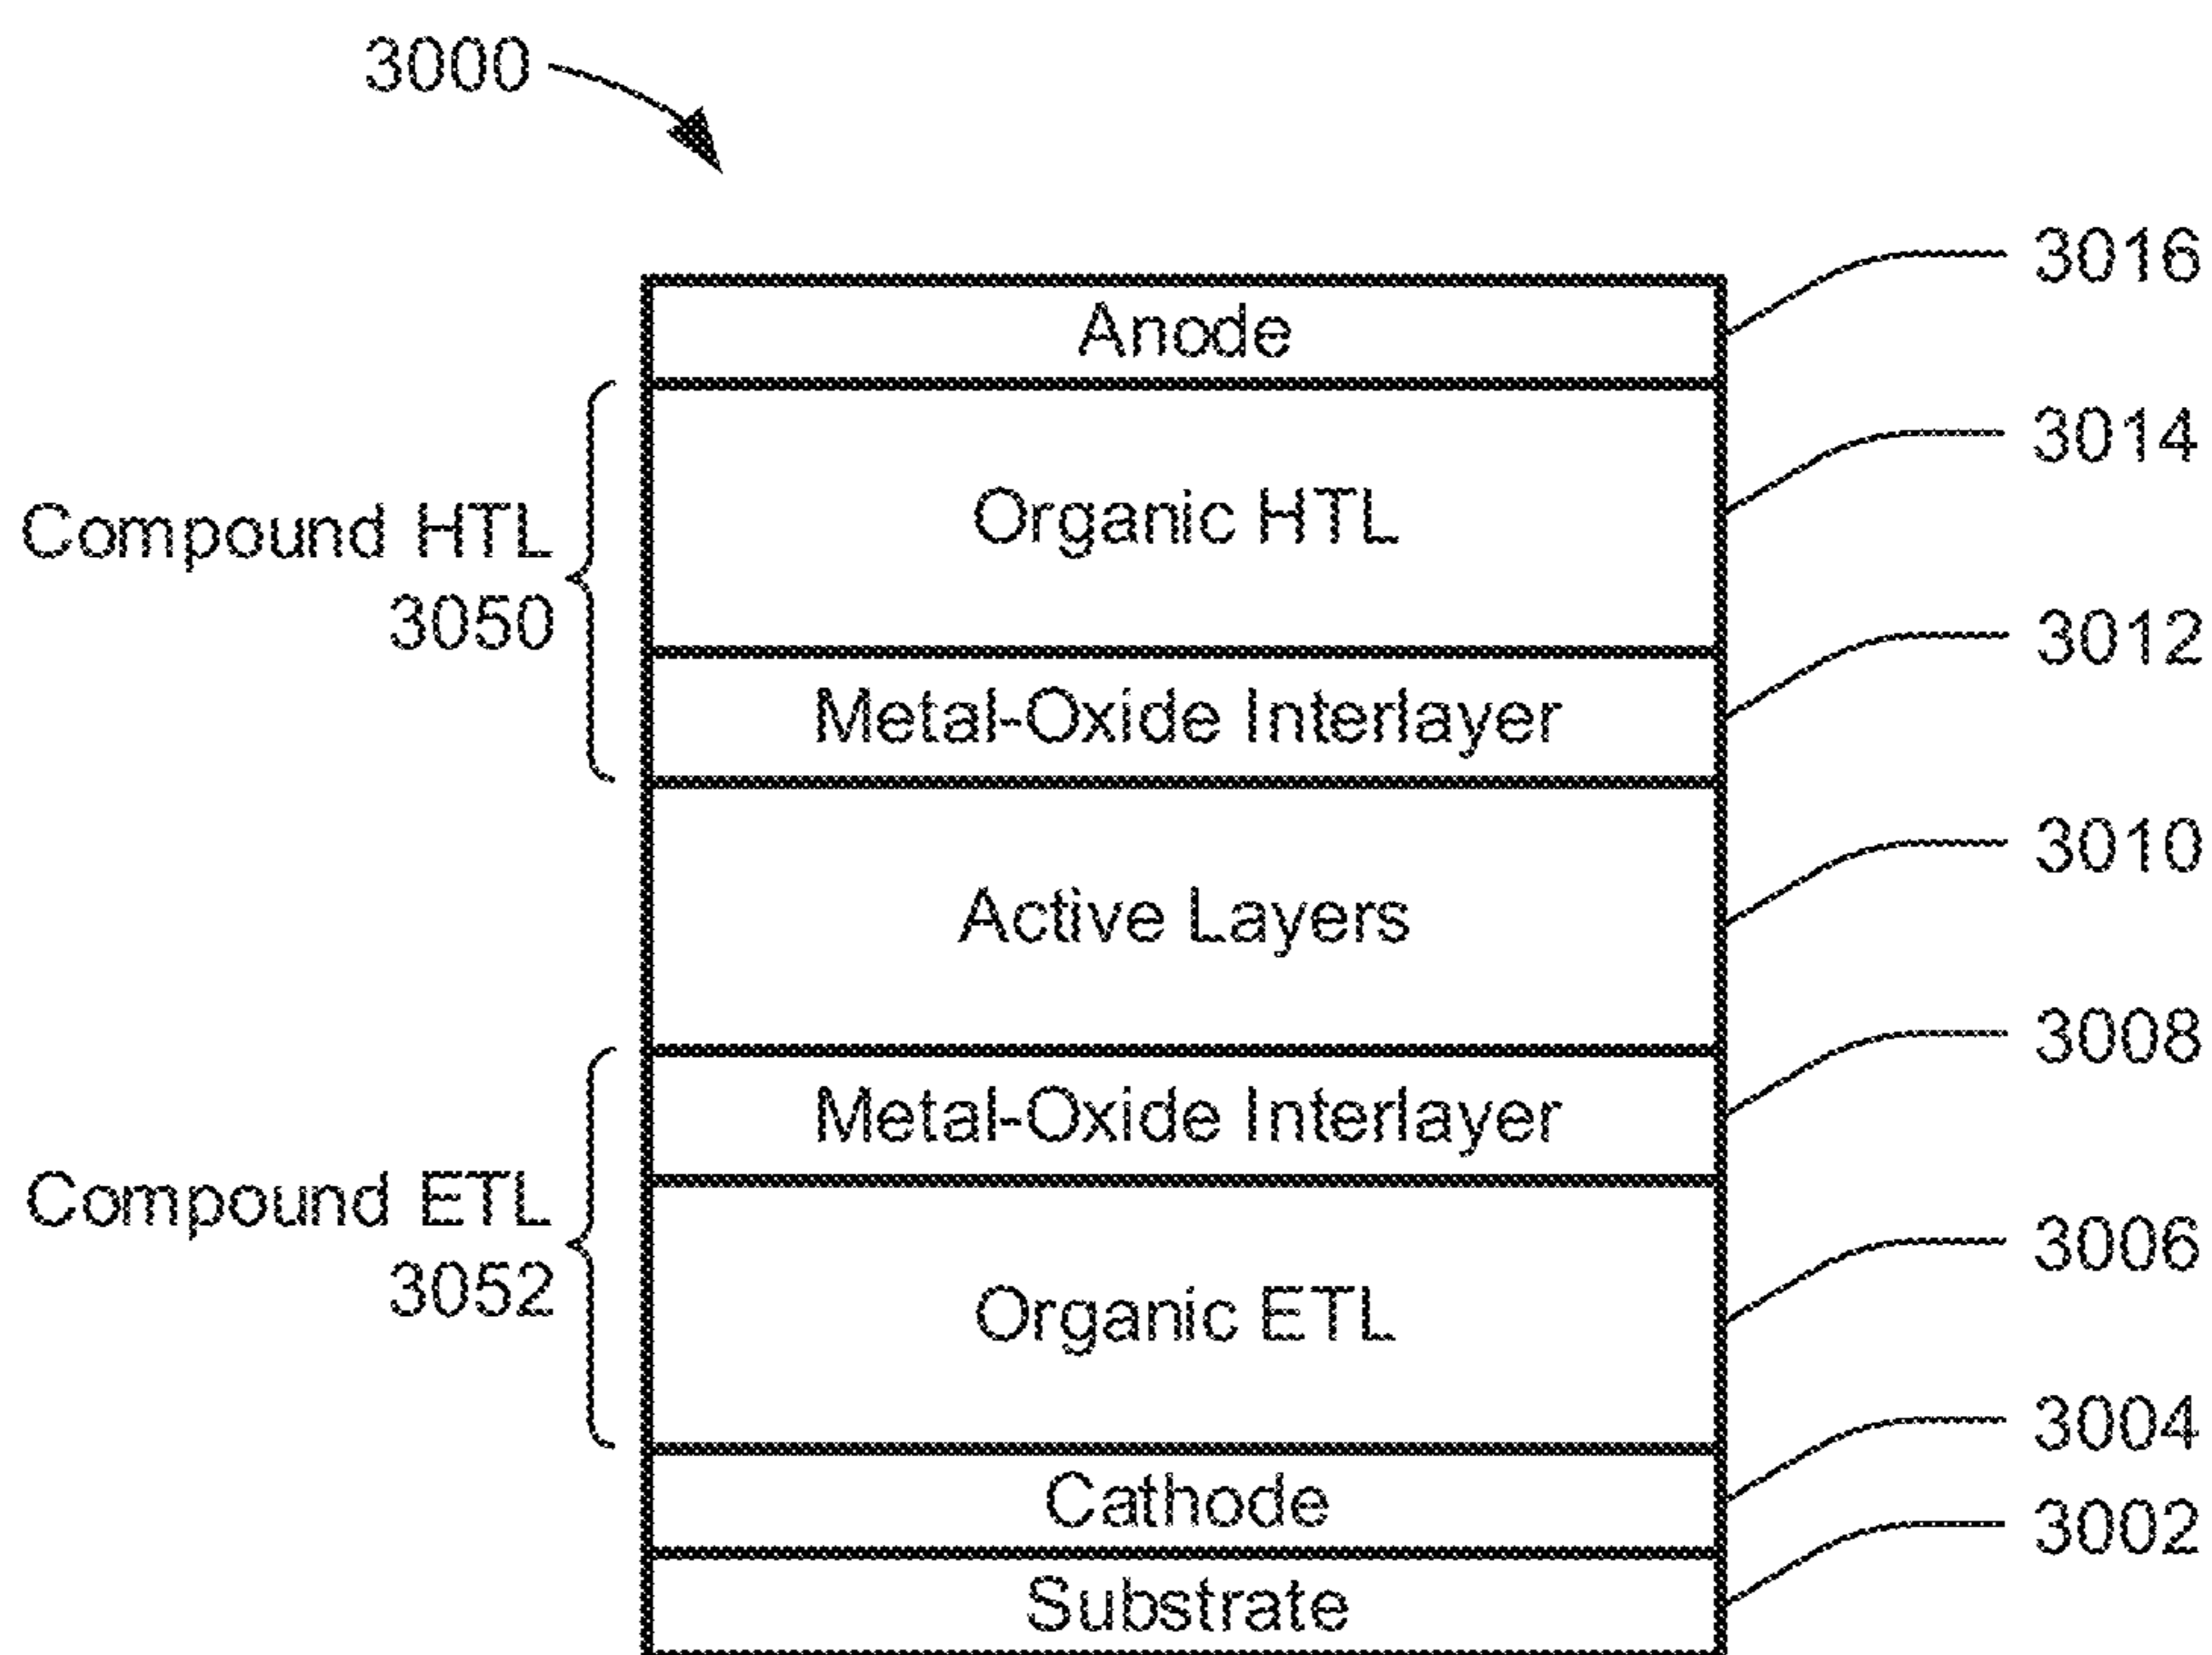 3000
3016
Anode
3014
Organic HTL
Compound HTL
3050
3012
Metal-Oxide Interlayer
3010
Active Layers
3008
Metal-Oxide Interlayer
Compound ETL
3052
3006
Organic ETL
3004
Cathode
3002
Substrate